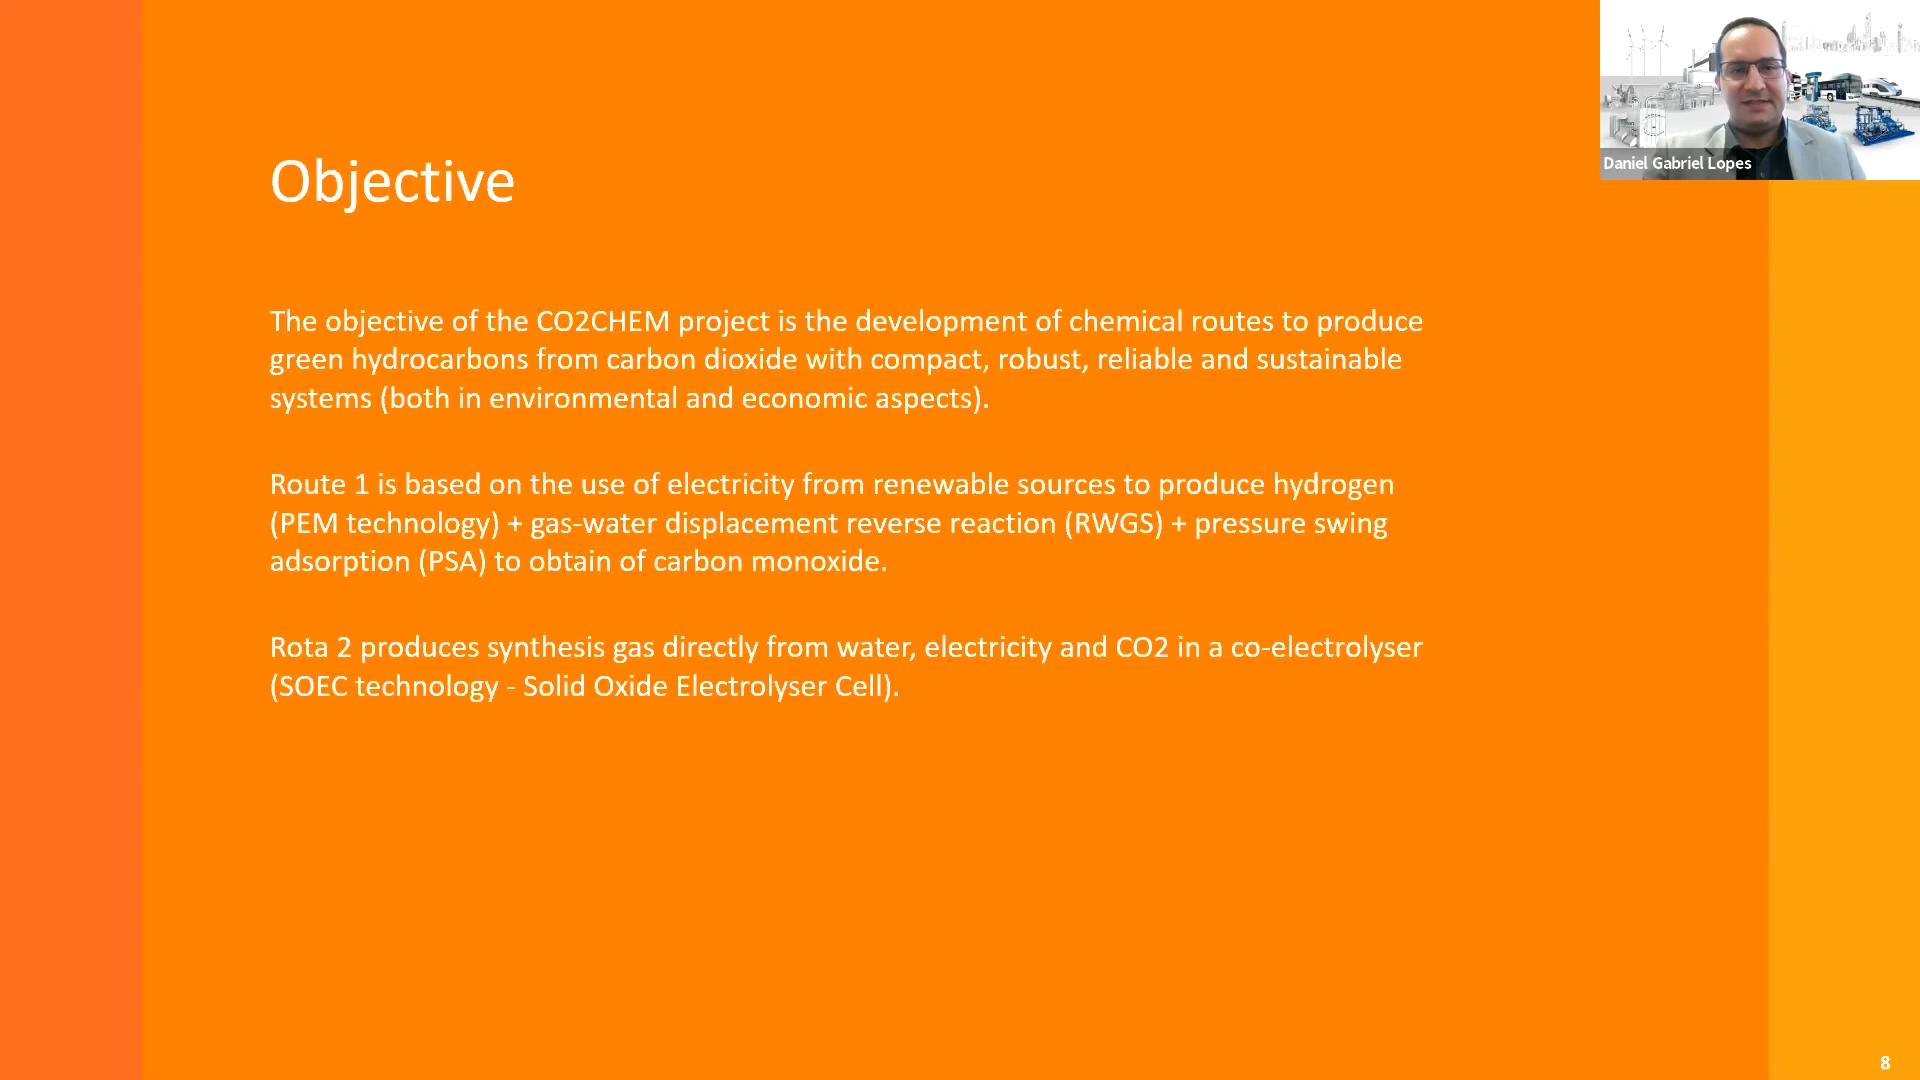 Daniel Gabriel Lopes
Objective
The objective of the CO2CHEM project is the development of chemical routes to produce
green hydrocarbons from carbon dioxide with compact, robust, reliable and sustainable
systems (both in environmental and economic aspects).
Route 1 is based on the use of electricity from renewable sources to produce hydrogen
(PEM technology) + gas-water displacement reverse reaction (RWGS) + pressure swing
adsorption (PSA) to obtain of carbon monoxide.
Rota 2 produces synthesis gas directly from water, electricity and CO2 in a co-electrolyser
(SOEC technology - Solid Oxide Electrolyser Cell).
8